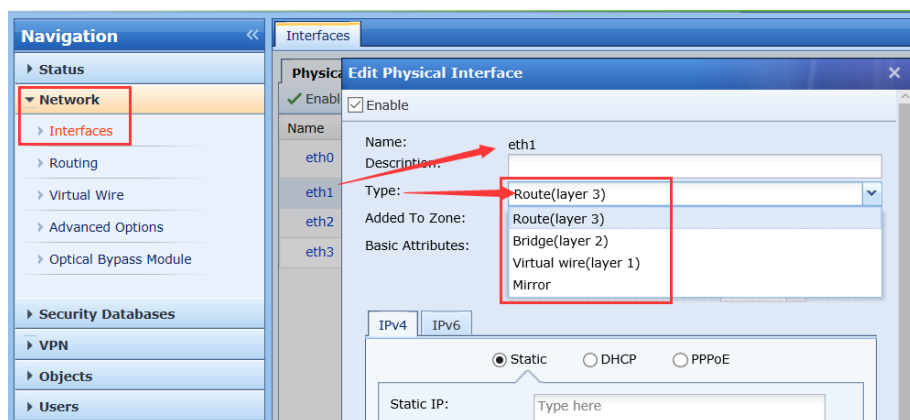 Navigation
Status
Network
Interfaces
Routing
Virtual Wire
Advanced Options
Optical Bypass Module
Security Databases
VPN
Objects
Users
Interfaces
Physica
Enabl
Name
eth0
eth1
eth2
eth3
Edit Physical Interface
Enable
Name: eth1
Description:
Type: Route(layer 3)
Added To Zone:
Basic Attributes:
Route(layer 3)
Bridge(layer 2)
Virtual wire(layer 1)
Mirror
IPv4 IPv6
Static DHCP PPPoE
Static IP: Type here